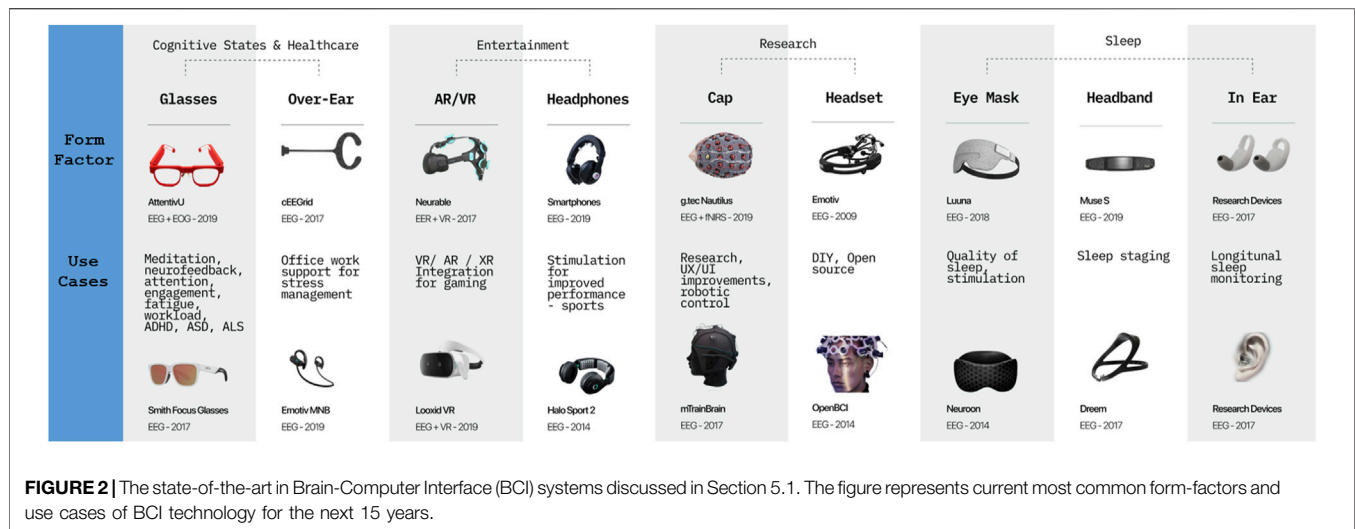 Cognitive States & Healthcare
Entertainment
Research
Sleep
Glasses
Over-Ear
AR/VR
Headphones
Cap
Headset
Eye Mask
Headband
In Ear
Form
Factor
AttentivU
EEG + EOG - 2019
cEEGrid
EEG - 2017
Neurable
EER + VR - 2017
Smartphones
EEG - 2019
g.tec Nautilus
EEG + fNIRS - 2019
Emotiv
EEG - 2009
Luuna
EEG - 2018
Muse S
EEG - 2019
Research Devices
EEG - 2017
Use
Cases
Meditation,
neurofeedback,
attention,
engagement,
fatigue,
workload,
ADHD, ASD, ALS
Office work
support for
stress
management
VR/ AR / XR
Integration
for gaming
Stimulation
for
improved
performance
- sports
Research,
UX/UI
improvements,
robotic
control
DIY, Open
source
Quality of
sleep,
stimulation
Sleep staging
Longitunal
sleep
monitoring
Smith Focus Glasses
EEG - 2017
Emotiv MNB
EEG - 2019
Looxid VR
EEG + VR - 2019
Halo Sport 2
EEG - 2014
mTrainBrain
EEG - 2017
OpenBCI
EEG - 2014
Neuroon
EEG - 2014
Dreem
EEG - 2017
Research Devices
EEG - 2017
FIGURE 2 | The state-of-the-art in Brain-Computer Interface (BCI) systems discussed in Section 5.1. The figure represents current most common form-factors and
use cases of BCI technology for the next 15 years.